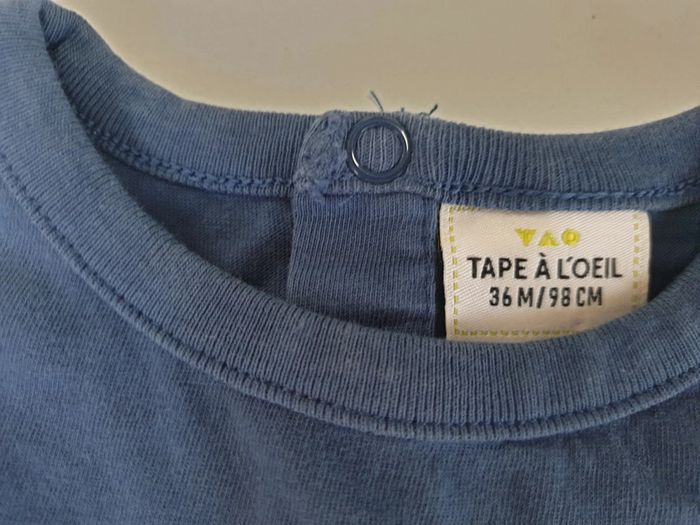 TAO
TAPE À L'OEIL
36 M/98 CM